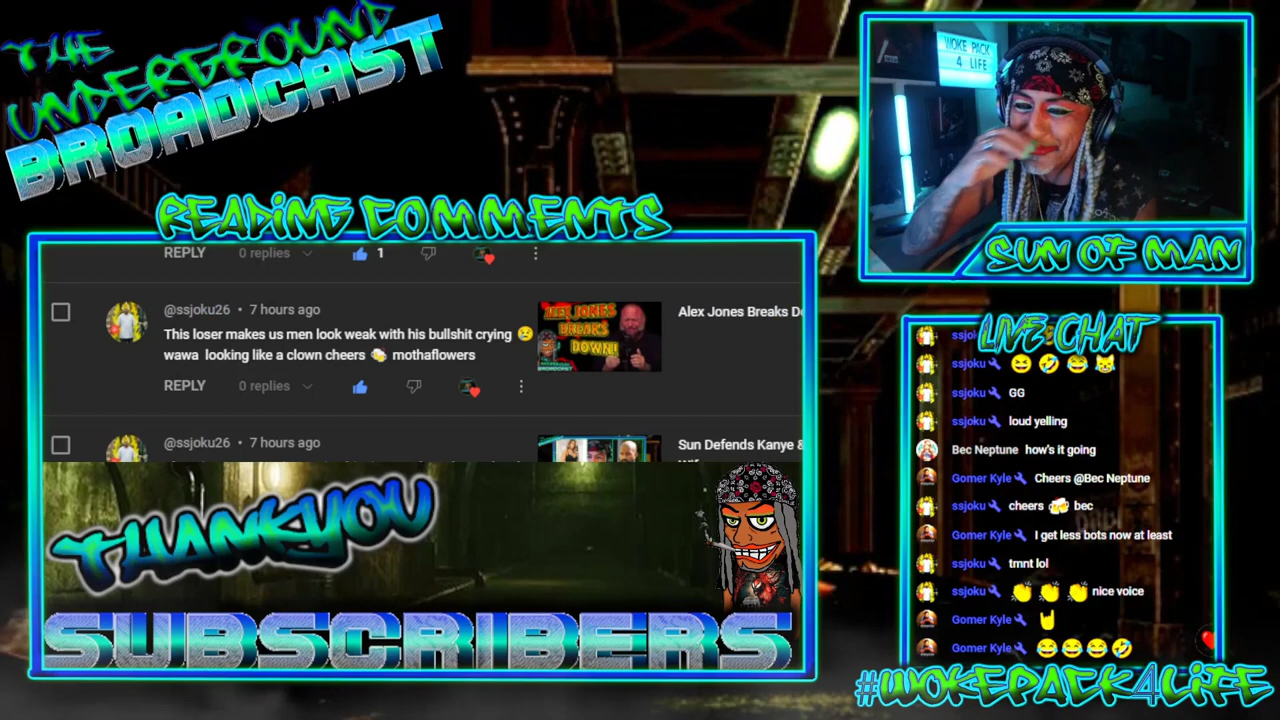 THE
UNDERGROUND
BROADCAST
WOKE PACK
4 LIFE
SUN OF MAN
READING COMMENTS
REPLY 0 replies 1
@ssjoku26 • 7 hours ago
This loser makes us men look weak with his bullshit crying 😢
wawa looking like a clown cheers 🍻 mothaflowers
REPLY 0 replies
ALEX JONES
BREAKS
DOWN!
Alex Jones Breaks Do
@ssjoku26 • 7 hours ago
Sun Defends Kanye &
THANKYOU
SUBSCRIBERS
LIVE CHAT
ssjoku 😆 🤣 😂 😹
ssjoku GG
ssjoku loud yelling
Bec Neptune how's it going
Gomer Kyle Cheers @Bec Neptune
ssjoku cheers 🍻 bec
Gomer Kyle I get less bots now at least
ssjoku tmnt lol
ssjoku 👏 👏 👏 nice voice
Gomer Kyle 🤘
Gomer Kyle 😂 😂 😂 🤣
#WOKEPACK4LIFE